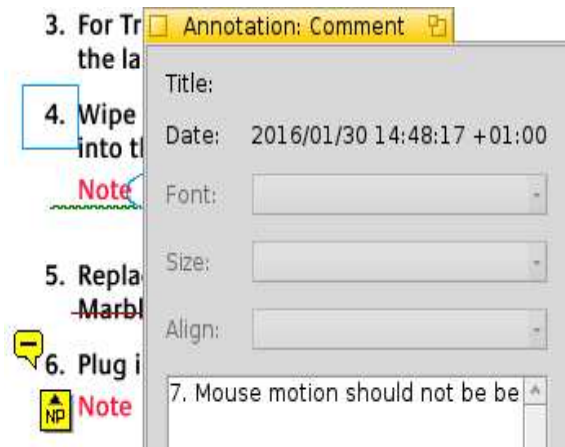 3. For Tr
the la
4. Wipe
into th
Note
5. Repla
Marbl
6. Plug i
NP
Note
Annotation: Comment
Title:
Date: 2016/01/30 14:48:17 +01:00
Font:
Size:
Align:
7. Mouse motion should not be be